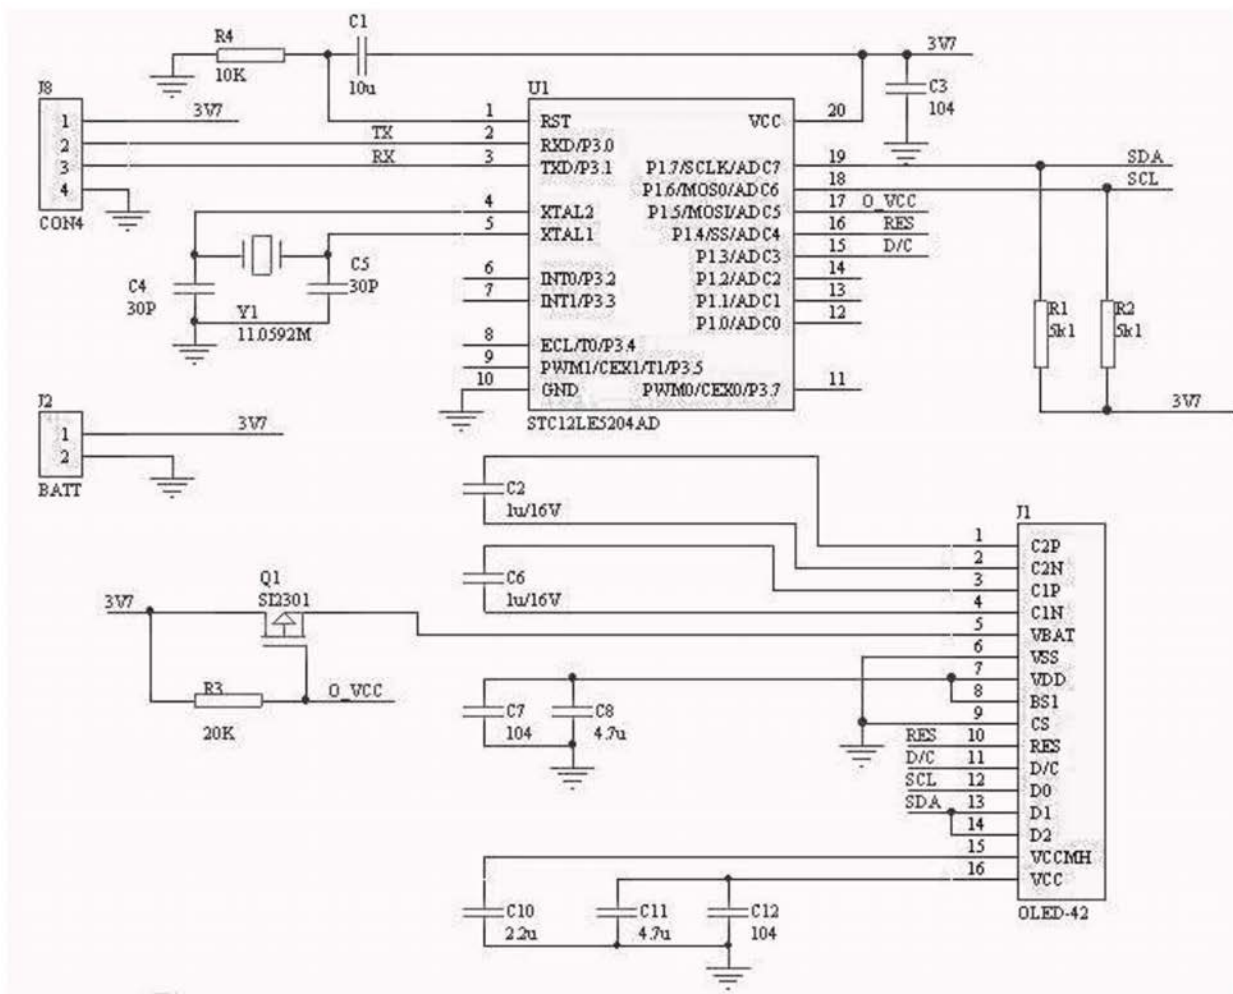 C1
R4
10K
10u
3V7
C3
104
J8
1
2
3
4
CON4
3V7
TX
RX
U1
1
RST
VCC
20
2
RXD/P3.0
3
TXD/P3.1
P1.7/SCLK/ADC7
19
SDA
P1.6/MOS0/ADC6
18
SCL
4
XTAL2
P1.5/MOSI/ADC5
17
O_VCC
5
XTAL1
P1.4/SS/ADC4
16
RES
P1.3/ADC3
15
D/C
6
INT0/P3.2
P1.2/ADC2
14
7
INT1/P3.3
P1.1/ADC1
13
P1.0/ADC0
12
8
ECL/T0/P3.4
9
PWM1/CEX1/T1/P3.5
10
GND
PWM0/CEX0/P3.7
11
STC12LE5204AD
C4
30P
C5
30P
Y1
11.0592M
R1
5k1
R2
5k1
3V7
J2
1
2
BATT
3V7
C2
1u/16V
C6
1u/16V
Q1
SI2301
3V7
R3
20K
O_VCC
C7
104
C8
4.7u
J1
1
C2P
2
C2N
3
C1P
4
C1N
5
VBAT
6
VSS
7
VDD
8
BS1
9
CS
RES
10
RES
D/C
11
D/C
SCL
12
D0
SDA
13
D1
14
D2
15
VCCMH
16
VCC
OLED-42
C10
2.2u
C11
4.7u
C12
104